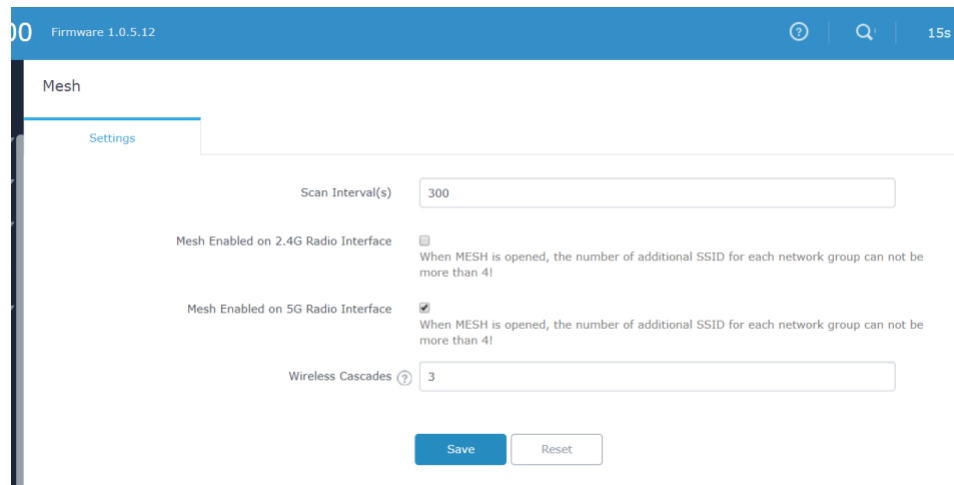 00 Firmware 1.0.5.12 15s
Mesh
Settings
Scan Interval(s) 300
Mesh Enabled on 2.4G Radio Interface
When MESH is opened, the number of additional SSID for each network group can not be
more than 4!
Mesh Enabled on 5G Radio Interface
When MESH is opened, the number of additional SSID for each network group can not be
more than 4!
Wireless Cascades ? 3
Save Reset